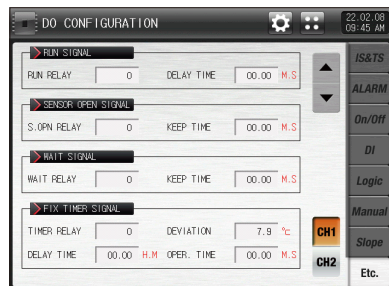 DO CONFIGURATION
22.02.08
09:45 AM
RUN SIGNAL
RUN RELAY 0 DELAY TIME 00.00 M.S
SENSOR OPEN SIGNAL
S.OPN RELAY 0 KEEP TIME 00.00 M.S
WAIT SIGNAL
WAIT RELAY 0 KEEP TIME 00.00 M.S
FIX TIMER SIGNAL
TIMER RELAY 0 DEVIATION 7.9 ℃
DELAY TIME 00.00 H.M OPER. TIME 00.00 M.S
CH1
CH2
IS&TS
ALARM
On/Off
DI
Logic
Manual
Slope
Etc.